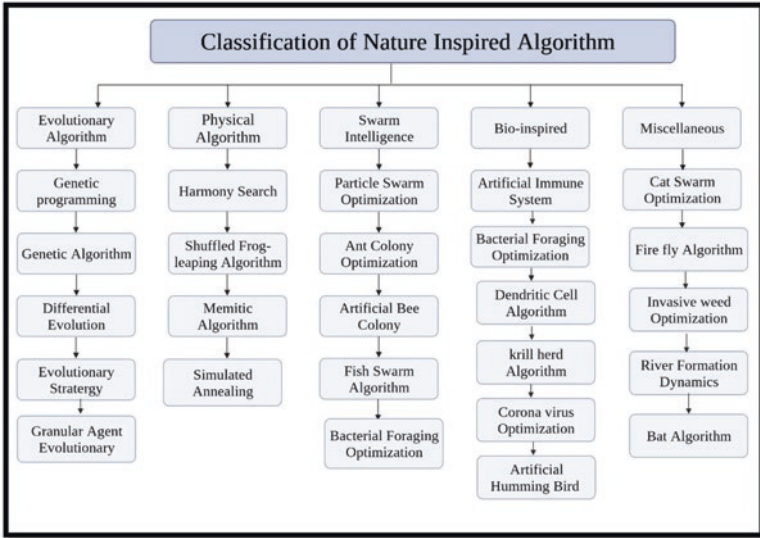 Classification of Nature Inspired Algorithm
Evolutionary
Algorithm
Genetic
programming
Genetic Algorithm
Differential
Evolution
Evolutionary
Stratergy
Granular Agent
Evolutionary
Physical
Algorithm
Harmony Search
Shuffled Frog-
leaping Algorithm
Memitic
Algorithm
Simulated
Annealing
Swarm
Intelligence
Particle Swarm
Optimization
Ant Colony
Optimization
Artificial Bee
Colony
Fish Swarm
Algorithm
Bacterial Foraging
Optimization
Bio-inspired
Artificial Immune
System
Bacterial Foraging
Optimization
Dendritic Cell
Algorithm
krill herd
Algorithm
Corona virus
Optimization
Artificial
Humming Bird
Miscellaneous
Cat Swarm
Optimization
Fire fly Algorithm
Invasive weed
Optimization
River Formation
Dynamics
Bat Algorithm